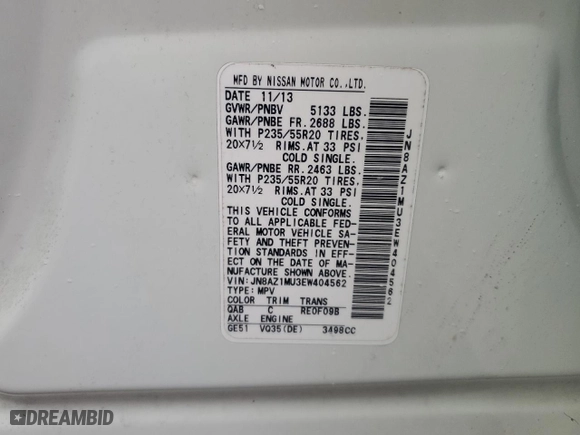 MFD BY NISSAN MOTOR CO.,LTD.
DATE 11/13
GVWR/PNBV 5133 LBS.
GAWR/PNBE FR. 2688 LBS.
WITH P235/55R20 TIRES,
20X7½ RIMS, AT 33 PSI
COLD SINGLE.
GAWR/PNBE RR. 2463 LBS.
WITH P235/55R20 TIRES,
20X7½ RIMS, AT 33 PSI
COLD SINGLE.
THIS VEHICLE CONFORMS
TO ALL APPLICABLE FED-
ERAL MOTOR VEHICLE SA-
FETY AND THEFT PREVEN-
TION STANDARDS IN EFF-
ECT ON THE DATE OF MA-
NUFACTURE SHOWN ABOVE.
VIN: JN8AZ1MU3EW404562
TYPE: MPV
COLOR TRIM TRANS
QAB C RE0F09B
AXLE ENGINE
GE51 VQ35(DE) 3498CC
JN8AZ1MU3EW404562
DREAMBID